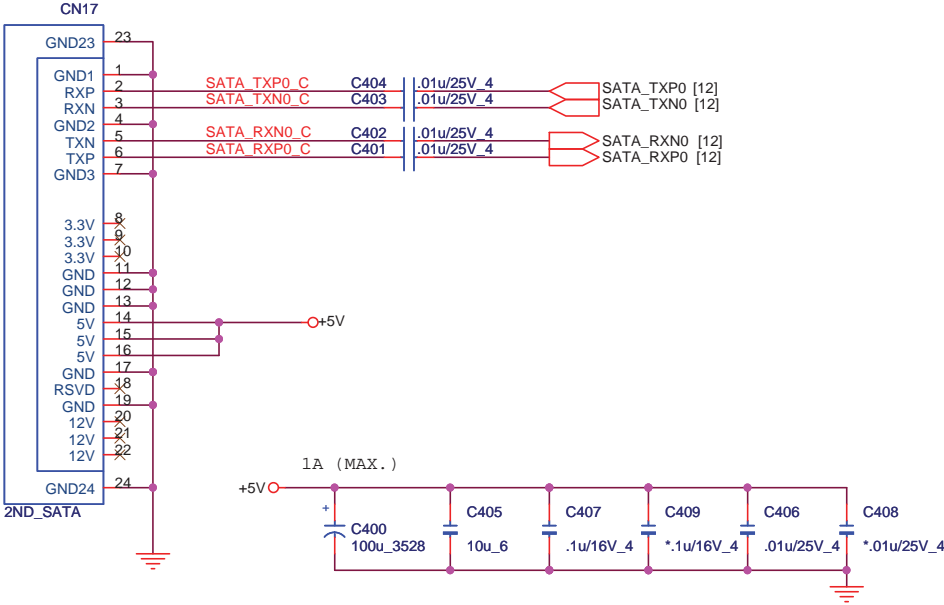 CN17
GND23 23
GND1 1
RXP 2 SATA_TXP0_C C404 .01u/25V_4 SATA_TXP0 [12]
RXN 3 SATA_TXN0_C C403 .01u/25V_4 SATA_TXN0 [12]
GND2 4
TXN 5 SATA_RXN0_C C402 .01u/25V_4 SATA_RXN0 [12]
TXP 6 SATA_RXP0_C C401 .01u/25V_4 SATA_RXP0 [12]
GND3 7
3.3V 8
3.3V 9
3.3V 10
GND 11
GND 12
GND 13
5V 14 +5V
5V 15
5V 16
GND 17
RSVD 18
GND 19
12V 20
12V 21
12V 22
GND24 24
2ND_SATA
1A (MAX.)
+5V
+
C400
100u_3528
C405
10u_6
C407
.1u/16V_4
C409
*.1u/16V_4
C406
.01u/25V_4
C408
*.01u/25V_4